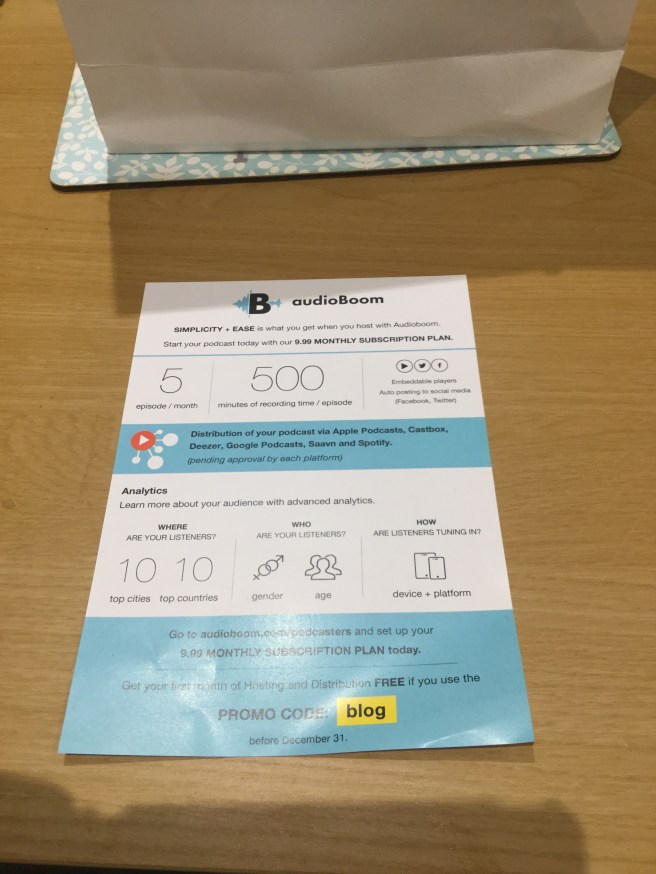 B audioBoom
SIMPLICITY + EASE is what you get when you host with Audioboom.
Start your podcast today with our 9.99 MONTHLY SUBSCRIPTION PLAN.
5
episode / month
500
minutes of recording time / episode
Embeddable players
Auto posting to social media
(Facebook, Twitter)
Distribution of your podcast via Apple Podcasts, Castbox,
Deezer, Google Podcasts, Saavn and Spotify.
(pending approval by each platform)
Analytics
Learn more about your audience with advanced analytics.
WHERE
ARE YOUR LISTENERS?
10 10
top cities top countries
WHO
ARE YOUR LISTENERS?
gender age
HOW
ARE LISTENERS TUNING IN?
device + platform
Go to audioboom.com/podcasters and set up your
9.99 MONTHLY SUBSCRIPTION PLAN today.
Get your first month of Hosting and Distribution FREE if you use the
PROMO CODE: blog
before December 31.